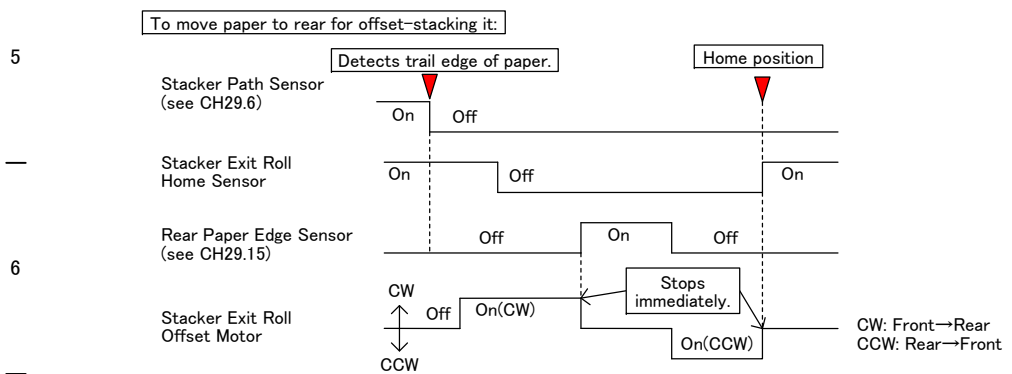 To move paper to rear for offset-stacking it:
5
Detects trail edge of paper.
Home position
Stacker Path Sensor
(see CH29.6)
On
Off
Stacker Exit Roll
Home Sensor
On
Off
On
Rear Paper Edge Sensor
(see CH29.15)
Off
On
Off
6
Stops
immediately.
CW
Off
On(CW)
Stacker Exit Roll
Offset Motor
On(CCW)
CCW
CW: Front→Rear
CCW: Rear→Front